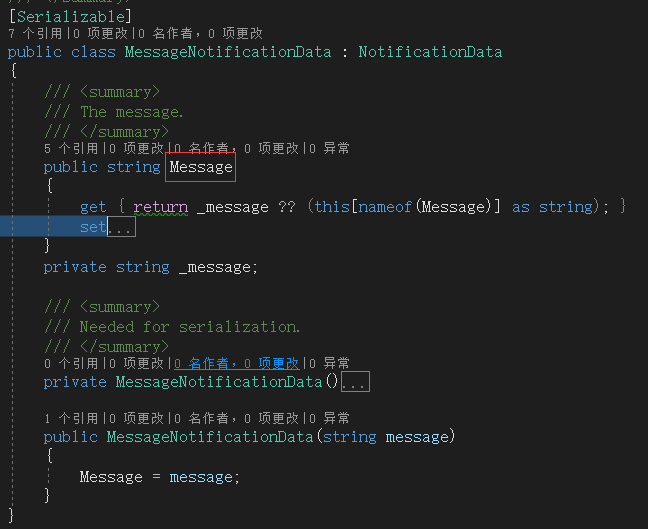 /// </summary>
[Serializable]
7 个引用|0 项更改|0 名作者, 0 项更改
public class MessageNotificationData : NotificationData
{
/// <summary>
/// The message.
/// </summary>
5 个引用|0 项更改|0 名作者, 0 项更改|0 异常
public string Message
{
get { return _message ?? (this[nameof(Message)] as string); }
set...
}
private string _message;
/// <summary>
/// Needed for serialization.
/// </summary>
0 个引用|0 项更改|0 名作者, 0 项更改|0 异常
private MessageNotificationData()...
1 个引用|0 项更改|0 名作者, 0 项更改|0 异常
public MessageNotificationData(string message)
{
Message = message;
}
}